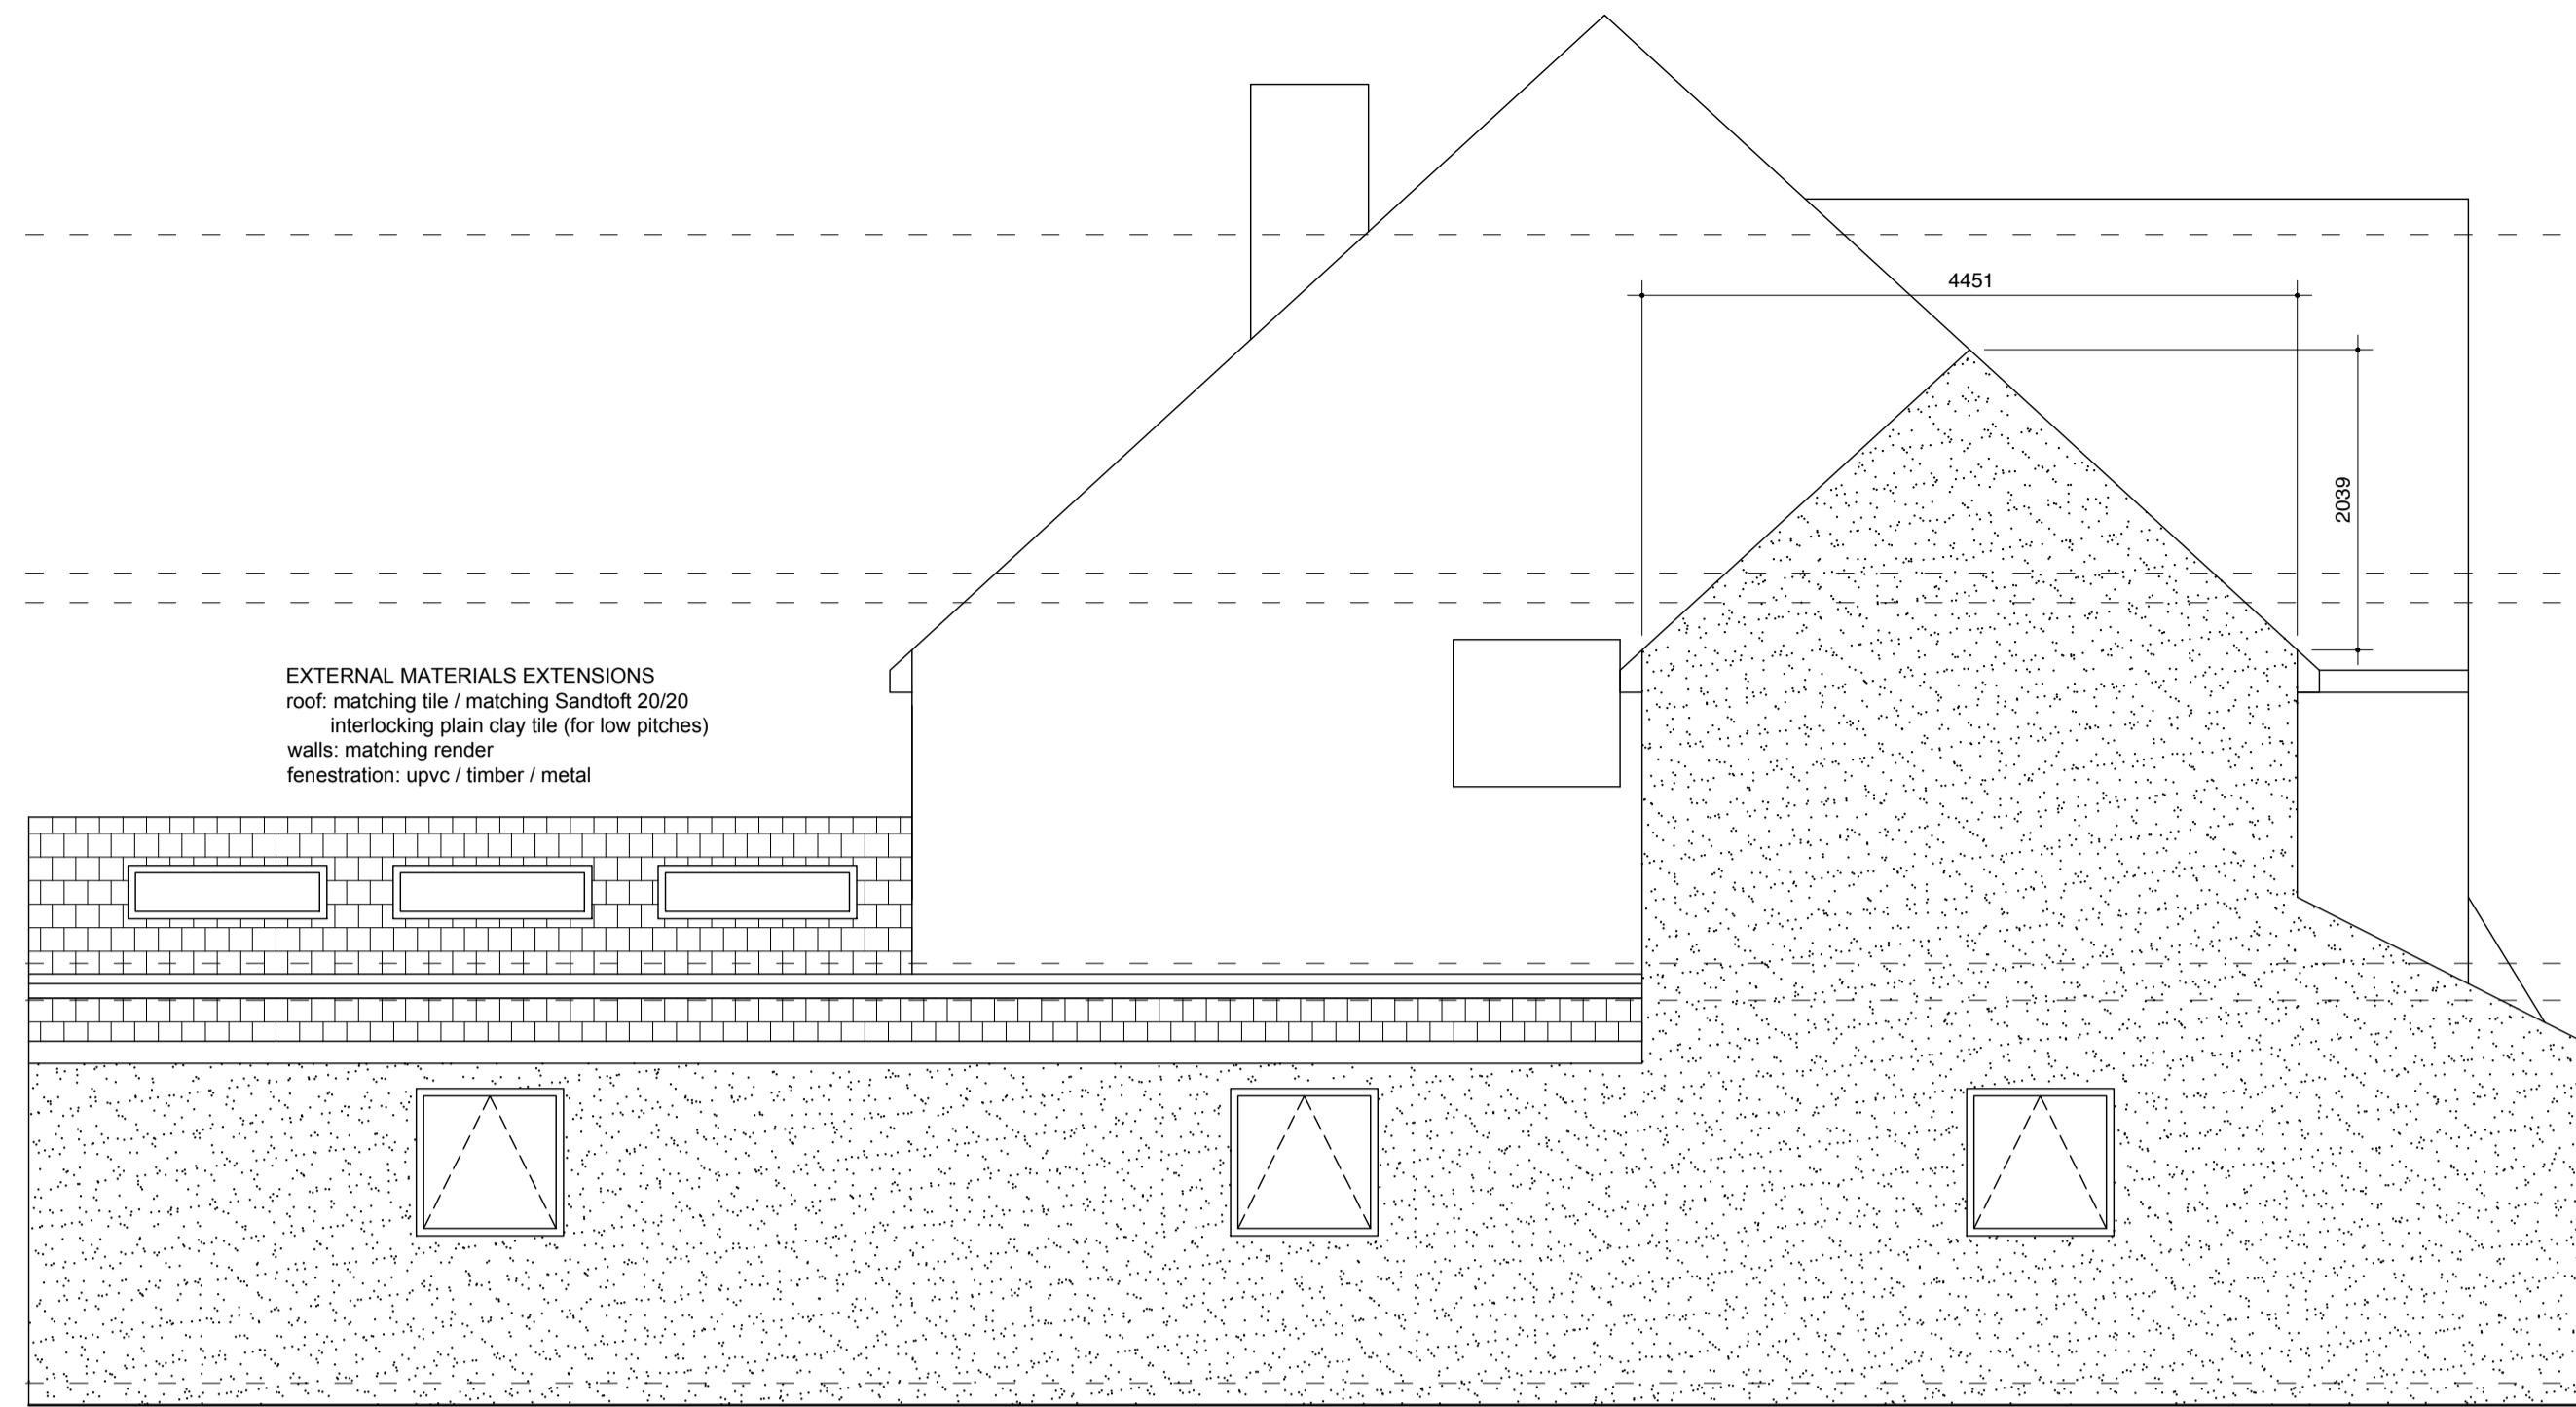 4451
2039
EXTERNAL MATERIALS EXTENSIONS
roof: matching tile / matching Sandtoft 20/20
interlocking plain clay tile (for low pitches)
walls: matching render
fenestration: upvc / timber / metal